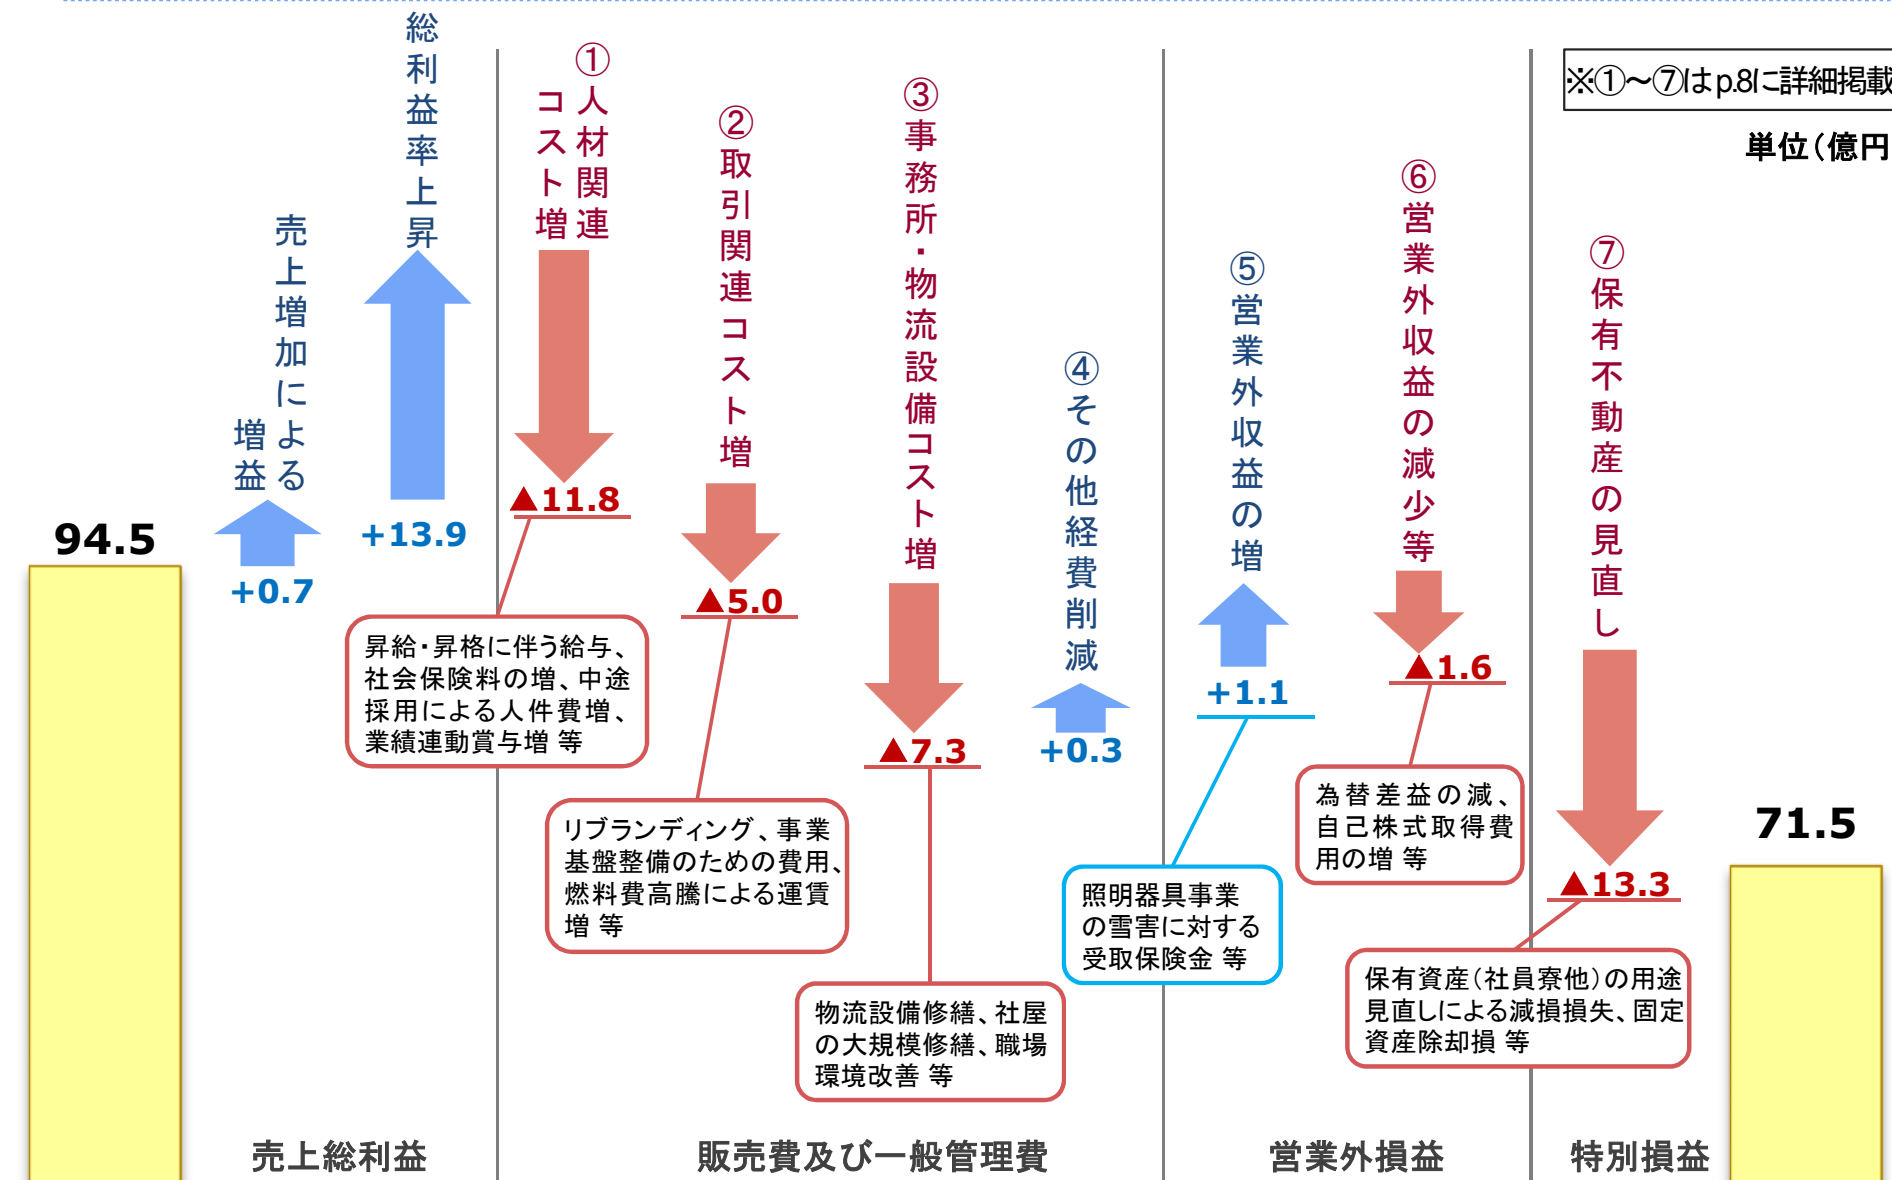 ※①～⑦はp.8に詳細掲載
単位（億円
94.5
売上増加による
増益
+0.7
総利益率上昇
+13.9
①人材関連
コスト増
▲11.8
昇給・昇格に伴う給与、
社会保険料の増、中途
採用による人件費増、
業績連動賞与増 等
②取引関連コスト増
▲5.0
リブランディング、事業
基盤整備のための費用、
燃料費高騰による運賃
増 等
③事務所・物流設備コスト増
▲7.3
物流設備修繕、社屋
の大規模修繕、職場
環境改善 等
④その他経費削減
+0.3
⑤営業外収益の増
+1.1
照明器具事業
の雪害に対する
受取保険金 等
⑥営業外収益の減少等
▲1.6
為替差益の減、
自己株式取得費
用の増 等
⑦保有不動産の見直し
▲13.3
保有資産（社員寮他）の用途
見直しによる減損損失、固定
資産除却損 等
71.5
売上総利益
販売費及び一般管理費
営業外損益
特別損益